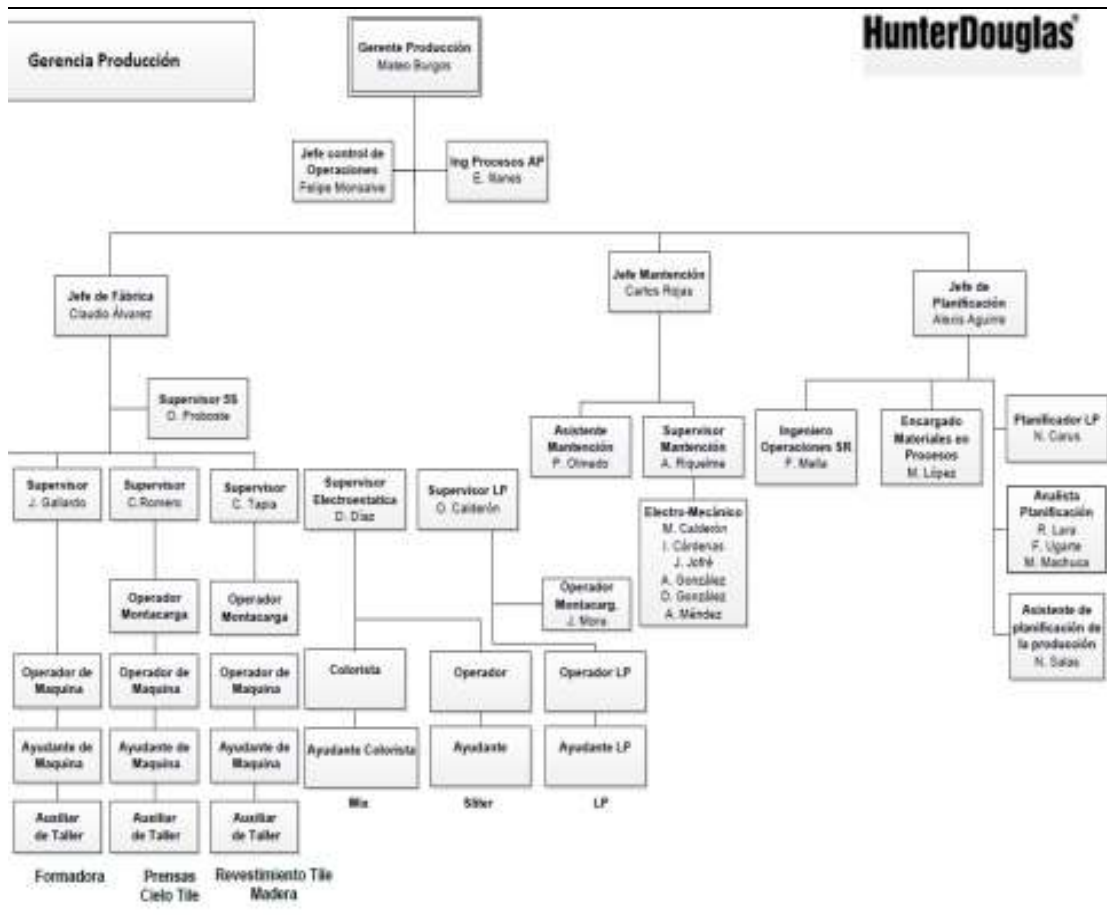 Gerencia Producción
HunterDouglas®
Gerente Producción
Mateo Burgos
Jefe control de
Operaciones
Felipe Monsalve
Ing Procesos AP
E. Illanes
Jefe de Fábrica
Claudio Álvarez
Jefe Mantención
Carlos Rojas
Jefe de
Planificación
Alexis Aguirre
Supervisor SS
O. Proboste
Supervisor
J. Gallardo
Supervisor
C. Romero
Supervisor
C. Tapia
Supervisor
Electroestatica
D. Díaz
Supervisor LP
O. Calderón
Asistente
Mantención
P. Olmedo
Supervisor
Mantención
A. Riquelme
Ingeniero
Operaciones SR
F. Mella
Encargado
Materiales en
Procesos
M. López
Planificador LP
N. Carus
Electro-Mecánico
M. Calderón
I. Cárdenas
J. Jofré
A. González
D. González
A. Méndez
Analista
Planificación
R. Lara
F. Ugarte
M. Machuca
Operador
Montacarga
Operador
Montacarga
Operador
Montacarg.
J. Mora
Asistente de
planificación de
la producción
N. Salas
Operador de
Maquina
Operador de
Maquina
Operador de
Maquina
Colorista
Operador
Operador LP
Ayudante de
Maquina
Ayudante de
Maquina
Ayudante de
Maquina
Ayudante Colorista
Ayudante
Ayudante LP
Mix
Sliter
LP
Auxiliar
de Taller
Auxiliar
de Taller
Auxiliar
de Taller
Formadora
Prensas
Cielo Tile
Revestimiento Tile
Madera